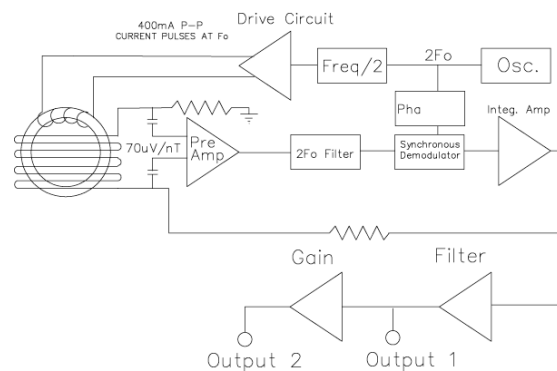 Drive Circuit
400mA P-P
CURRENT PULSES AT Fo
Freq/2
2Fo
Osc.
Pha
Integ. Amp
70uV/nT
Pre
Amp
2Fo Filter
Synchronous
Demodulator
Gain
Filter
Output 2
Output 1